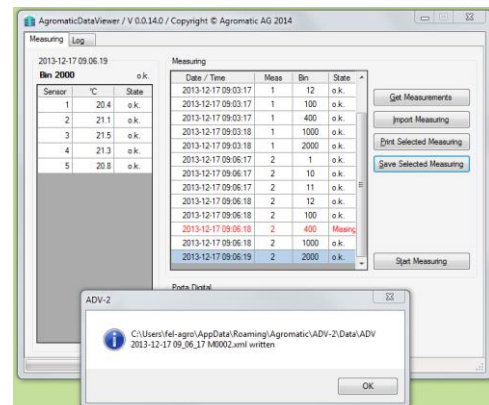 AgromaticDataViewer / V 0.0.14.0 / Copyright © Agromatic AG 2014
Measuring Log
2013-12-17 09.06.19
Bin 2000 o.k.
Sensor °C State
1 20.4 o.k.
2 21.1 o.k.
3 21.5 o.k.
4 21.3 o.k.
5 20.8 o.k.
Measuring
Date / Time Meas Bin State
2013-12-17 09:03:17 1 12 o.k.
2013-12-17 09:03:17 1 100 o.k.
2013-12-17 09:03:17 1 400 o.k.
2013-12-17 09:03:18 1 1000 o.k.
2013-12-17 09:03:18 1 2000 o.k.
2013-12-17 09:06:17 2 1 o.k.
2013-12-17 09:06:17 2 10 o.k.
2013-12-17 09:06:17 2 11 o.k.
2013-12-17 09:06:18 2 12 o.k.
2013-12-17 09:06:18 2 100 o.k.
2013-12-17 09:06:18 2 400 Missing
2013-12-17 09:06:18 2 1000 o.k.
2013-12-17 09:06:19 2 2000 o.k.
Get Measurements
Import Measuring
Print Selected Measuring
Save Selected Measuring
Start Measuring
Porta Digital
ADV-2
C:\Users\fel-agro\AppData\Roaming\Agromatic\ADV-2\Data\ADV
2013-12-17 09_06_17 M0002.xml written
OK